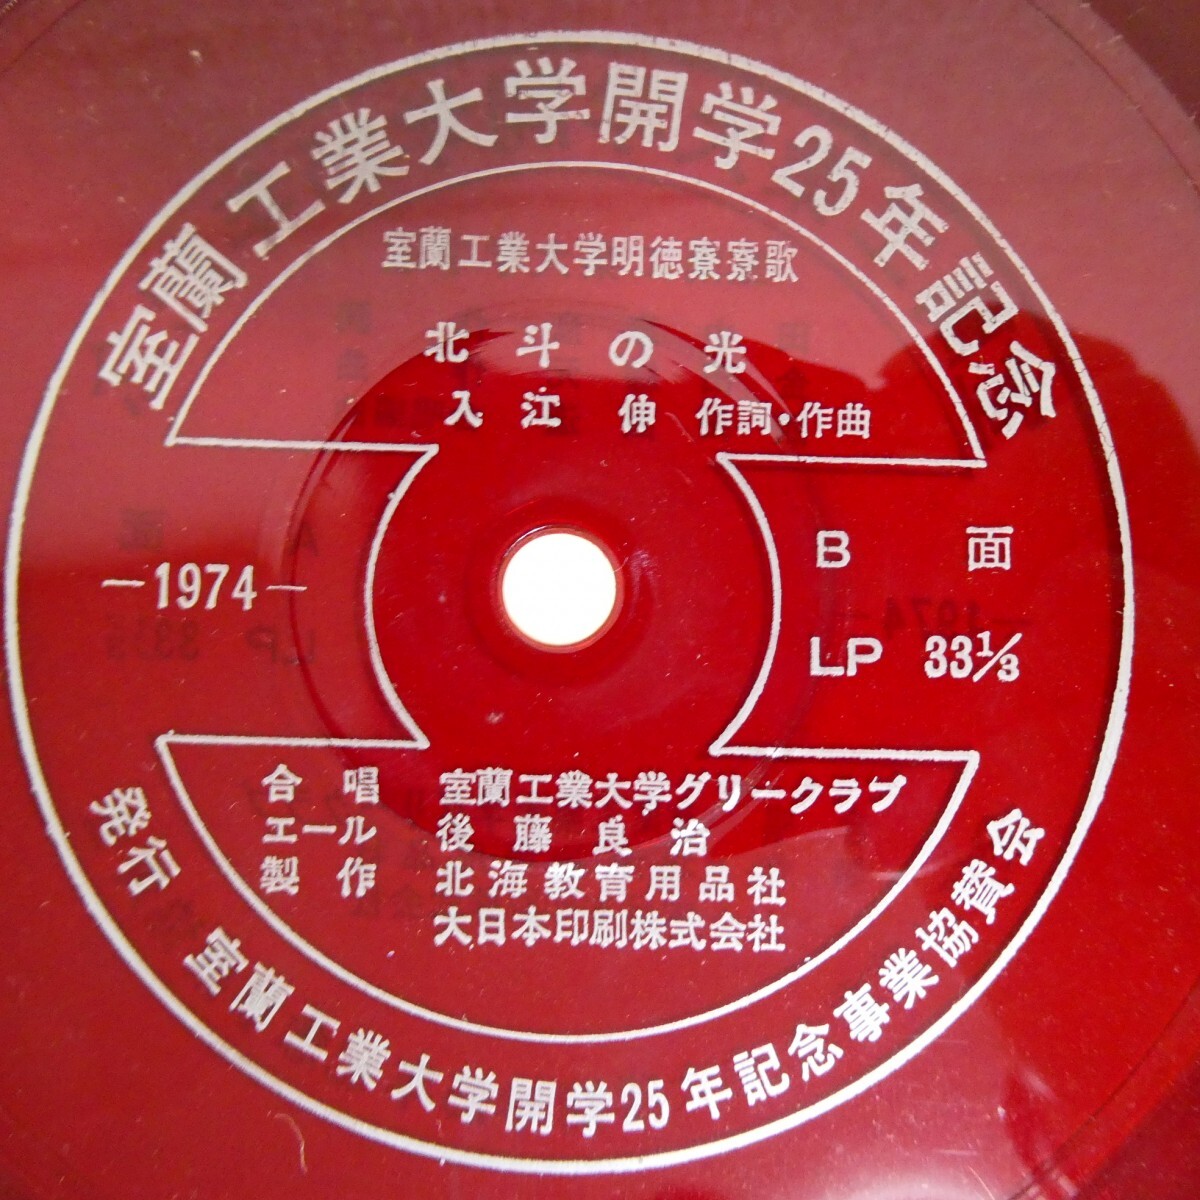 室蘭工業大学開学25年記念
室蘭工業大学明徳寮寮歌
北斗の光
入江 伸 作詞・作曲
—1974—
B 面
LP 33⅓
合唱 室蘭工業大学グリークラブ
エール 後藤良治
製作 北海教育用品社
大日本印刷株式会社
発行 室蘭工業大学開学25年記念事業協賛会